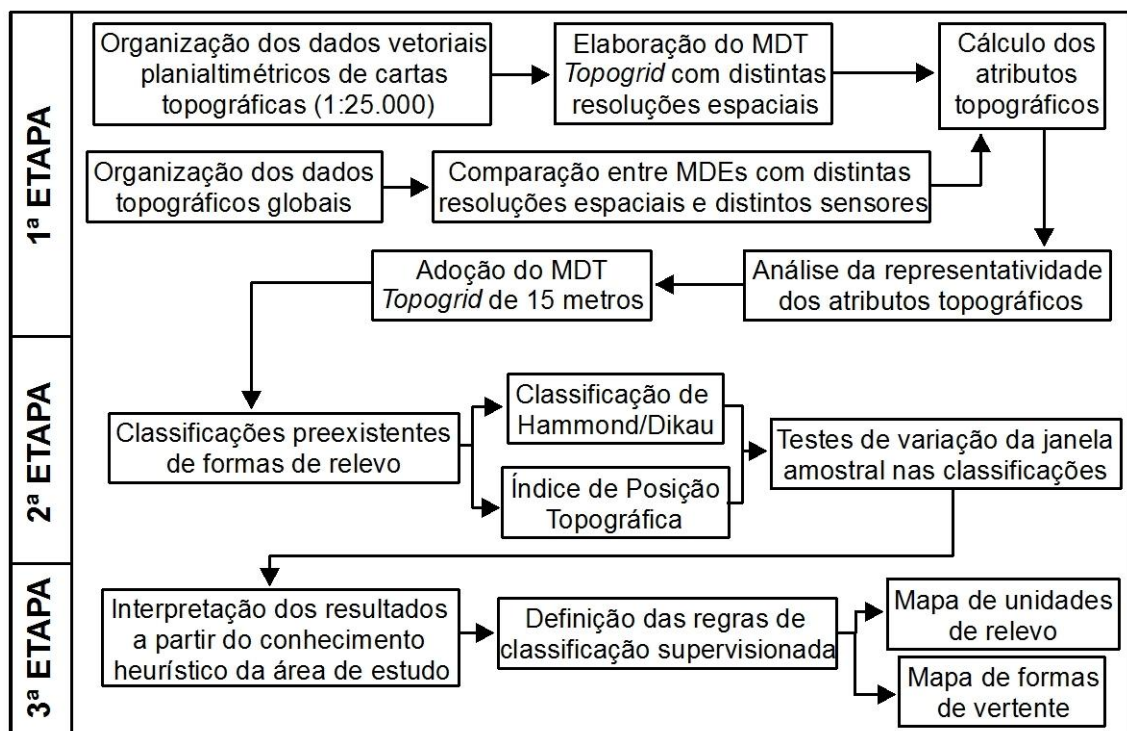 1ª ETAPA
Organização dos dados vetoriais
planialtimétricos de cartas
topográficas (1:25.000)
Elaboração do MDT
Topogrid com distintas
resoluções espaciais
Cálculo dos
atributos
topográficos
Organização dos dados
topográficos globais
Comparação entre MDEs com distintas
resoluções espaciais e distintos sensores
Adoção do MDT
Topogrid de 15 metros
Análise da representatividade
dos atributos topográficos
2ª ETAPA
Classificações preexistentes
de formas de relevo
Classificação de
Hammond/Dikau
Índice de Posição
Topográfica
Testes de variação da janela
amostral nas classificações
3ª ETAPA
Interpretação dos resultados
a partir do conhecimento
heurístico da área de estudo
Definição das regras de
classificação supervisionada
Mapa de unidades
de relevo
Mapa de formas
de vertente